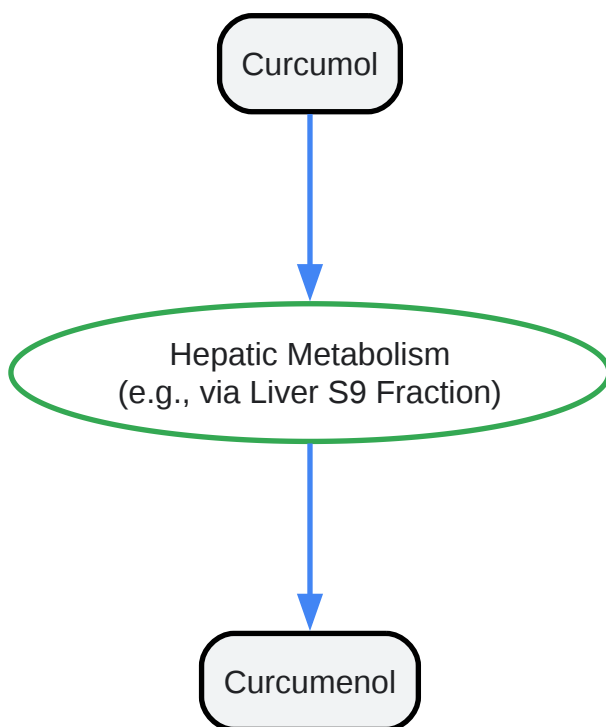 Curcumol
Hepatic Metabolism
(e.g., via Liver S9 Fraction)
Curcumenol